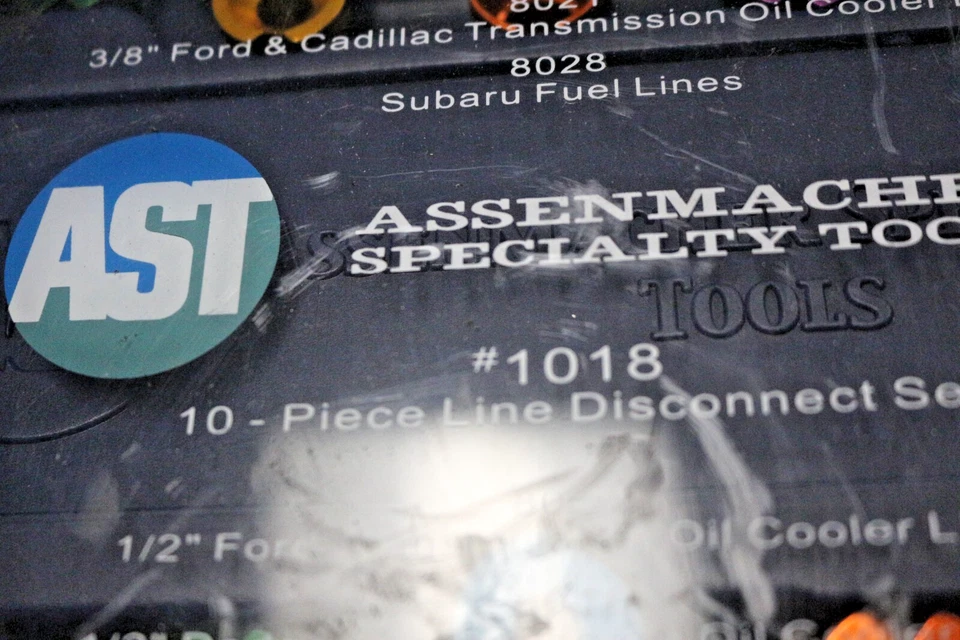 8021
3/8" Ford & Cadillac Transmission Oil Cooler
8028
Subaru Fuel Lines
AST
ASSENMACHE
SPECIALTY TOO
TOOLS
#1018
10 - Piece Line Disconnect Se
1/2" For Oil Cooler L